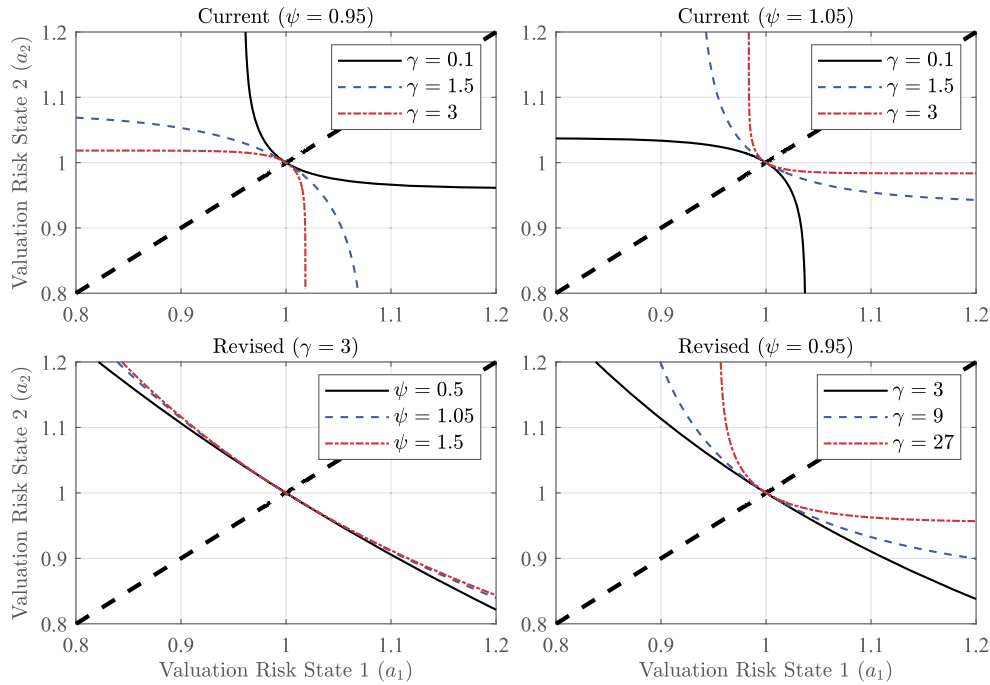 Current (ψ = 0.95)
Valuation Risk State 2 (a₂)
1.2
1.1
1
0.9
0.8
0.8
0.9
1
1.1
1.2
γ = 0.1
γ = 1.5
γ = 3
Current (ψ = 1.05)
1.2
1.1
1
0.9
0.8
0.8
0.9
1
1.1
1.2
γ = 0.1
γ = 1.5
γ = 3
Revised (γ = 3)
Valuation Risk State 2 (a₂)
1.2
1.1
1
0.9
0.8
0.8
0.9
1
1.1
1.2
Valuation Risk State 1 (a₁)
ψ = 0.5
ψ = 1.05
ψ = 1.5
Revised (ψ = 0.95)
1.2
1.1
1
0.9
0.8
0.8
0.9
1
1.1
1.2
Valuation Risk State 1 (a₁)
γ = 3
γ = 9
γ = 27